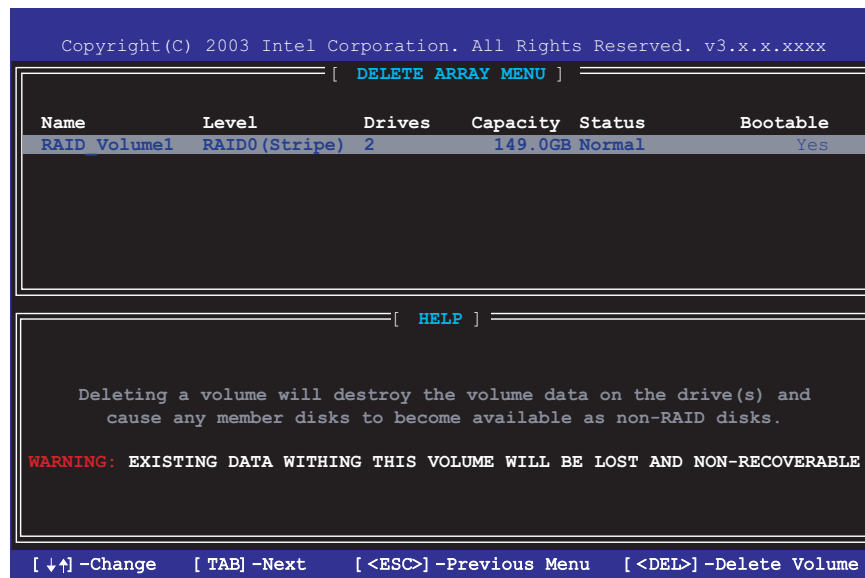 Copyright(C) 2003 Intel Corporation. All Rights Reserved. v3.x.x.xxxx
[ DELETE ARRAY MENU ]
Name Level Drives Capacity Status Bootable
RAID_Volume1 RAID0(Stripe) 2 149.0GB Normal Yes
[ HELP ]
Deleting a volume will destroy the volume data on the drive(s) and
cause any member disks to become available as non-RAID disks.
WARNING: EXISTING DATA WITHING THIS VOLUME WILL BE LOST AND NON-RECOVERABLE
[↓↑]-Change [TAB]-Next [<ESC>]-Previous Menu [<DEL>]-Delete Volume